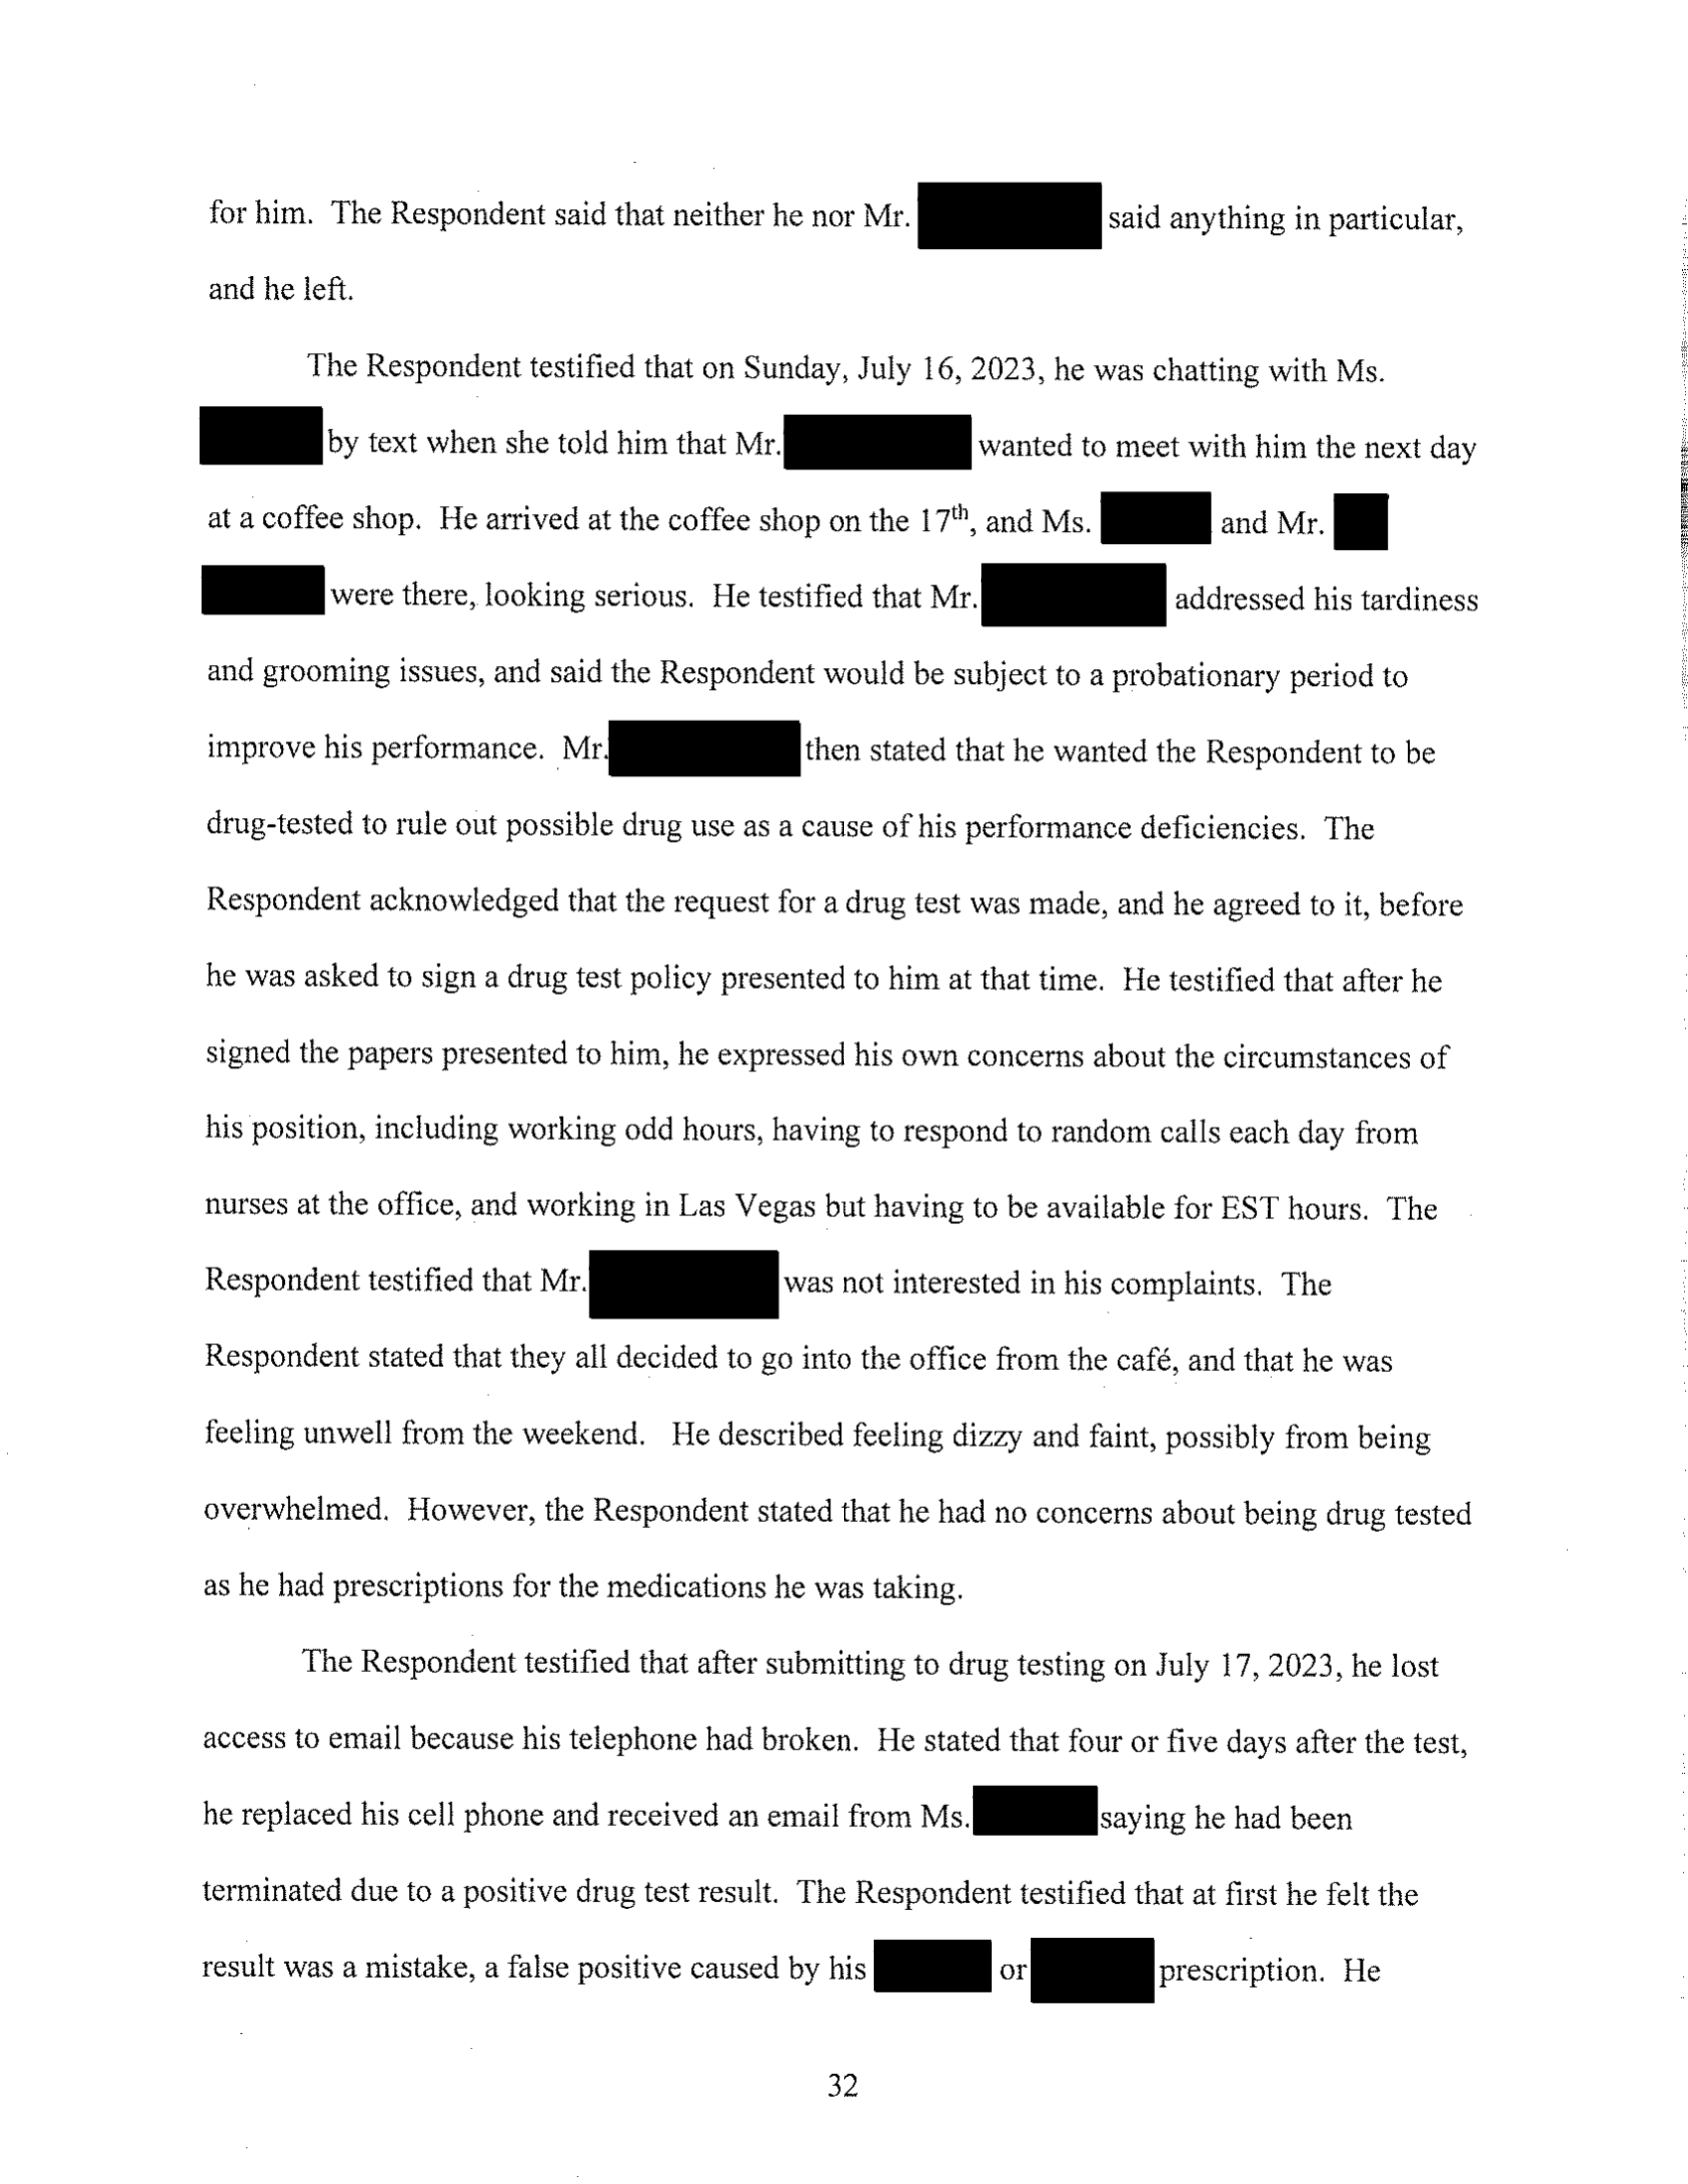 for him. The Respondent said that neither he nor Mr. said anything in particular,
and he left.
The Respondent testified that on Sunday, July 16, 2023, he was chatting with Ms.
by text when she told him that Mr. wanted to meet with him the next day
at a coffee shop. He arrived at the coffee shop on the 17th, and Ms. and Mr.
were there, looking serious. He testified that Mr. addressed his tardiness
and grooming issues, and said the Respondent would be subject to a probationary period to
improve his performance. Mr. then stated that he wanted the Respondent to be
drug-tested to rule out possible drug use as a cause of his performance deficiencies. The
Respondent acknowledged that the request for a drug test was made, and he agreed to it, before
he was asked to sign a drug test policy presented to him at that time. He testified that after he
signed the papers presented to him, he expressed his own concerns about the circumstances of
his position, including working odd hours, having to respond to random calls each day from
nurses at the office, and working in Las Vegas but having to be available for EST hours. The
Respondent testified that Mr. was not interested in his complaints. The
Respondent stated that they all decided to go into the office from the café, and that he was
feeling unwell from the weekend. He described feeling dizzy and faint, possibly from being
overwhelmed. However, the Respondent stated that he had no concerns about being drug tested
as he had prescriptions for the medications he was taking.
The Respondent testified that after submitting to drug testing on July 17, 2023, he lost
access to email because his telephone had broken. He stated that four or five days after the test,
he replaced his cell phone and received an email from Ms. saying he had been
terminated due to a positive drug test result. The Respondent testified that at first he felt the
result was a mistake, a false positive caused by his or prescription. He
32